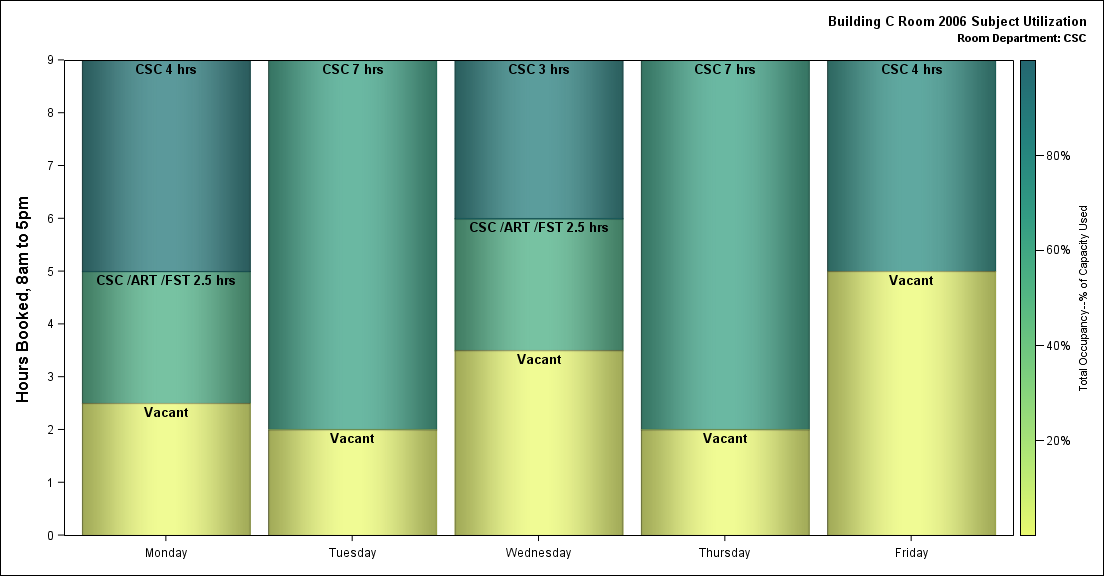 Building C Room 2006 Subject Utilization
Room Department: CSC
Hours Booked, 8am to 5pm
9
8
7
6
5
4
3
2
1
0
CSC 4 hrs
CSC /ART /FST 2.5 hrs
Vacant
CSC 7 hrs
Vacant
CSC 3 hrs
CSC /ART /FST 2.5 hrs
Vacant
CSC 7 hrs
Vacant
CSC 4 hrs
Vacant
Monday
Tuesday
Wednesday
Thursday
Friday
80%
60%
40%
20%
Total Occupancy--% of Capacity Used